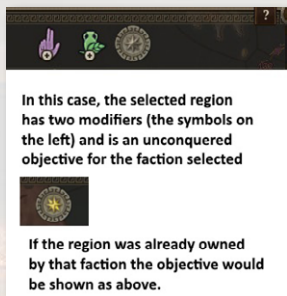 ?
In this case, the selected region
has two modifiers (the symbols on
the left) and is an unconquered
objective for the faction selected
If the region was already owned
by that faction the objective would
be shown as above.